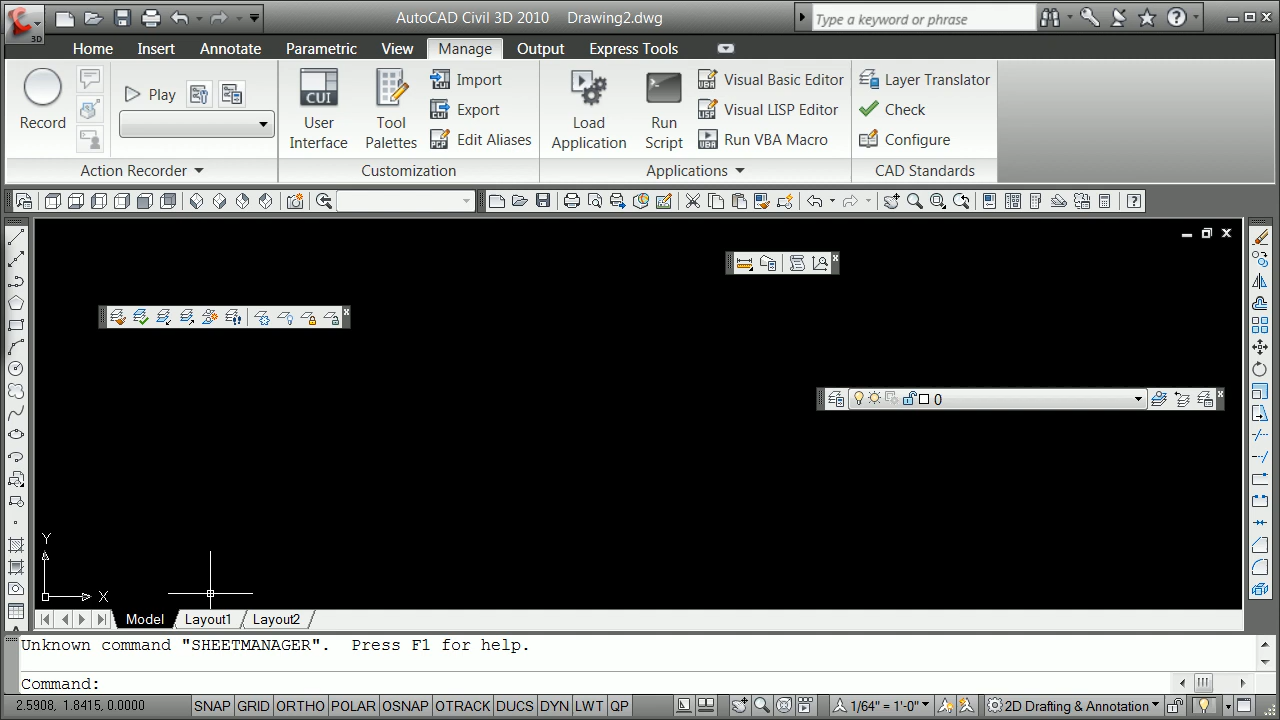 AutoCAD Civil 3D 2010 Drawing2.dwg Type a keyword or phrase
3D
Home Insert Annotate Parametric View Manage Output Express Tools
Record Play
CUI User Interface
Tool Palettes
Import
Export
Edit Aliases
Load Application
Run Script
Visual Basic Editor
Visual LISP Editor
Run VBA Macro
Layer Translator
Check
Configure
Action Recorder Customization Applications CAD Standards
0
Y
X
Model Layout1 Layout2
Unknown command "SHEETMANAGER". Press F1 for help.
Command:
2.5908, 1.8415, 0.0000 SNAP GRID ORTHO POLAR OSNAP OTRACK DUCS DYN LWT QP 1/64" = 1'-0" 2D Drafting & Annotation